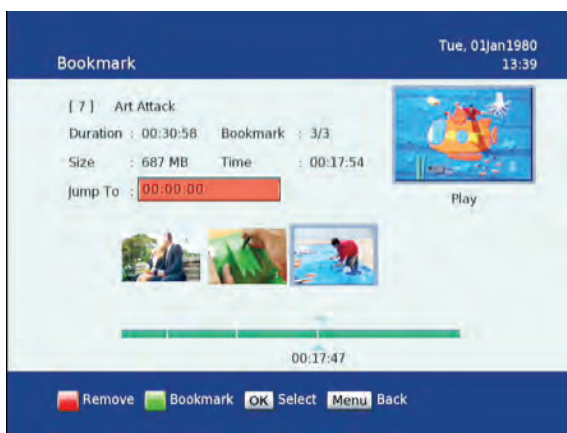 Tue, 01Jan1980
Bookmark 13:39
[ 7 ] Art Attack
Duration : 00:30:58 Bookmark : 3/3
Size : 687 MB Time : 00:17:54
Jump To : 00:00:00
Play
00:17:47
Remove Bookmark OK Select Menu Back